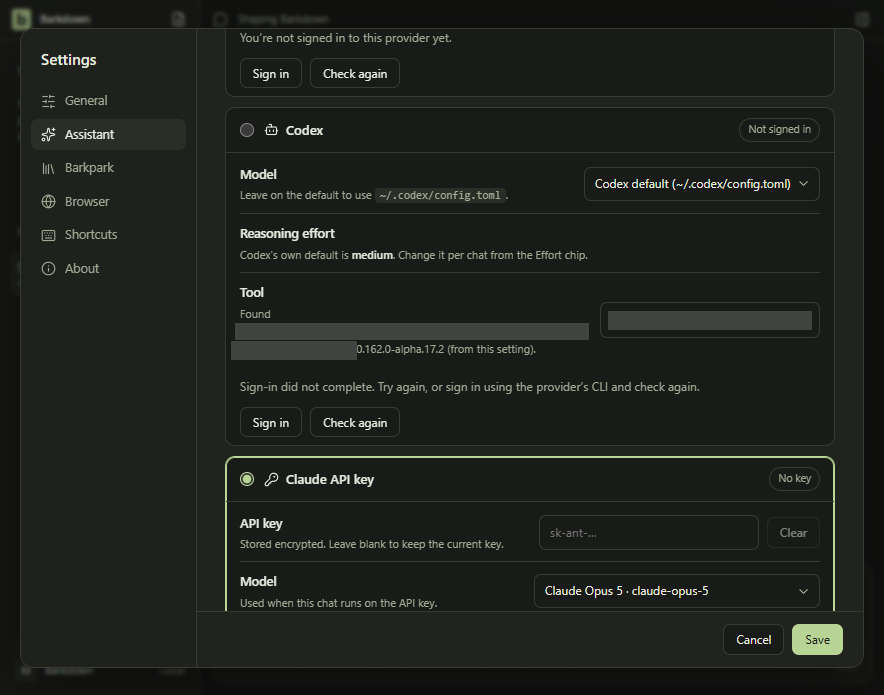 Barkdown
Shaping Barkdown
Settings
General
Assistant
Barkpark
Browser
Shortcuts
About
You're not signed in to this provider yet.
Sign in
Check again
Codex
Not signed in
Model
Leave on the default to use ~/.codex/config.toml.
Codex default (~/.codex/config.toml)
Reasoning effort
Codex's own default is medium. Change it per chat from the Effort chip.
Tool
Found
0.162.0-alpha.17.2 (from this setting).
Sign-in did not complete. Try again, or sign in using the provider's CLI and check again.
Sign in
Check again
Claude API key
No key
API key
Stored encrypted. Leave blank to keep the current key.
sk-ant-...
Clear
Model
Used when this chat runs on the API key.
Claude Opus 5 · claude-opus-5
Cancel
Save
Barkdown